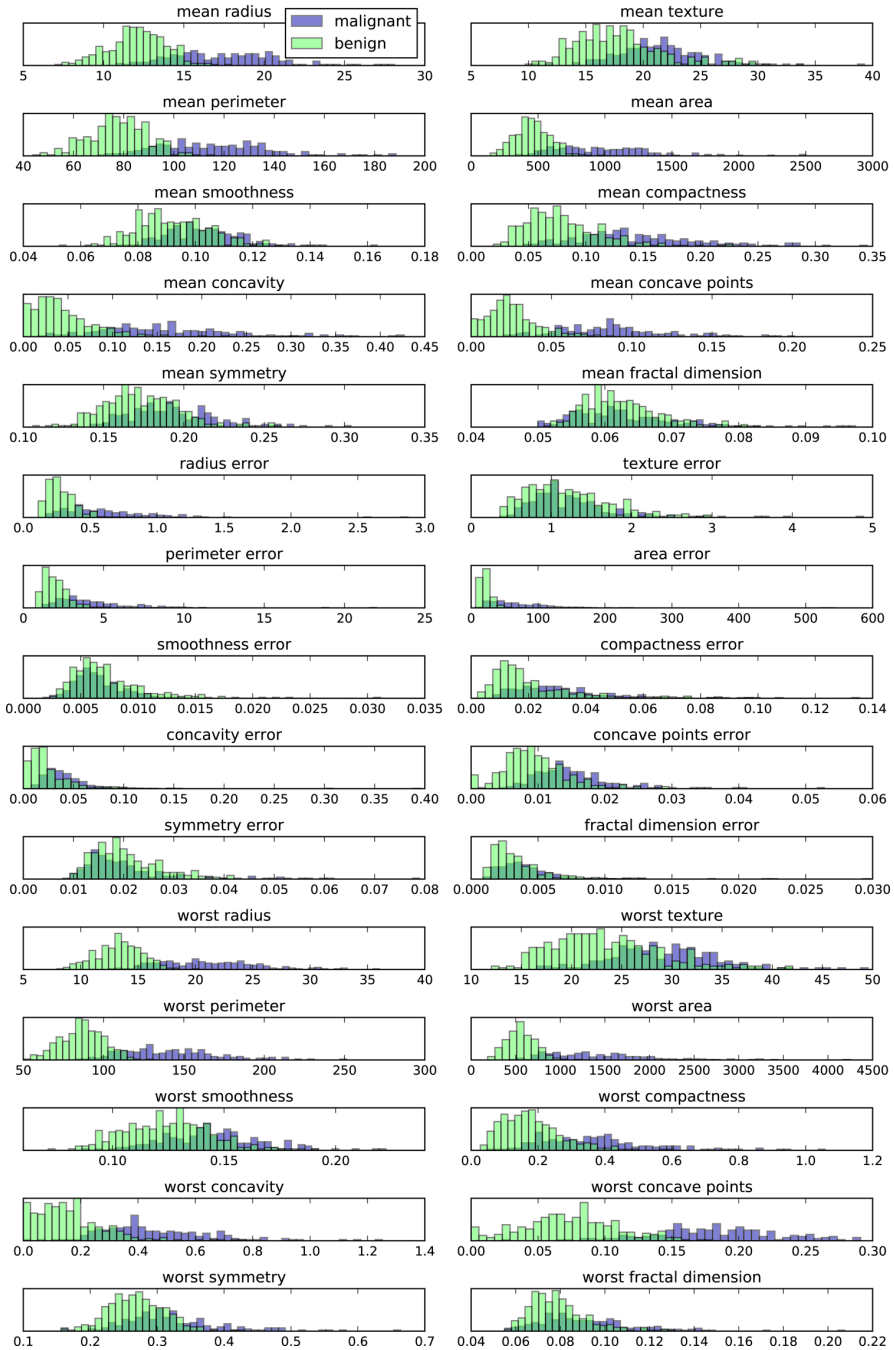 mean radius
malignant
benign
5 10 15 20 25 30
mean texture
5 10 15 20 25 30 35 40
mean perimeter
40 60 80 100 120 140 160 180 200
mean area
0 500 1000 1500 2000 2500 3000
mean smoothness
0.04 0.06 0.08 0.10 0.12 0.14 0.16 0.18
mean compactness
0.00 0.05 0.10 0.15 0.20 0.25 0.30 0.35
mean concavity
0.00 0.05 0.10 0.15 0.20 0.25 0.30 0.35 0.40 0.45
mean concave points
0.00 0.05 0.10 0.15 0.20 0.25
mean symmetry
0.10 0.15 0.20 0.25 0.30 0.35
mean fractal dimension
0.04 0.05 0.06 0.07 0.08 0.09 0.10
radius error
0.0 0.5 1.0 1.5 2.0 2.5 3.0
texture error
0 1 2 3 4 5
perimeter error
0 5 10 15 20 25
area error
0 100 200 300 400 500 600
smoothness error
0.000 0.005 0.010 0.015 0.020 0.025 0.030 0.035
compactness error
0.00 0.02 0.04 0.06 0.08 0.10 0.12 0.14
concavity error
0.00 0.05 0.10 0.15 0.20 0.25 0.30 0.35 0.40
concave points error
0.00 0.01 0.02 0.03 0.04 0.05 0.06
symmetry error
0.00 0.01 0.02 0.03 0.04 0.05 0.06 0.07 0.08
fractal dimension error
0.000 0.005 0.010 0.015 0.020 0.025 0.030
worst radius
5 10 15 20 25 30 35 40
worst texture
10 15 20 25 30 35 40 45 50
worst perimeter
50 100 150 200 250 300
worst area
0 500 1000 1500 2000 2500 3000 3500 4000 4500
worst smoothness
0.10 0.15 0.20
worst compactness
0.0 0.2 0.4 0.6 0.8 1.0 1.2
worst concavity
0.0 0.2 0.4 0.6 0.8 1.0 1.2 1.4
worst concave points
0.00 0.05 0.10 0.15 0.20 0.25 0.30
worst symmetry
0.1 0.2 0.3 0.4 0.5 0.6 0.7
worst fractal dimension
0.04 0.06 0.08 0.10 0.12 0.14 0.16 0.18 0.20 0.22